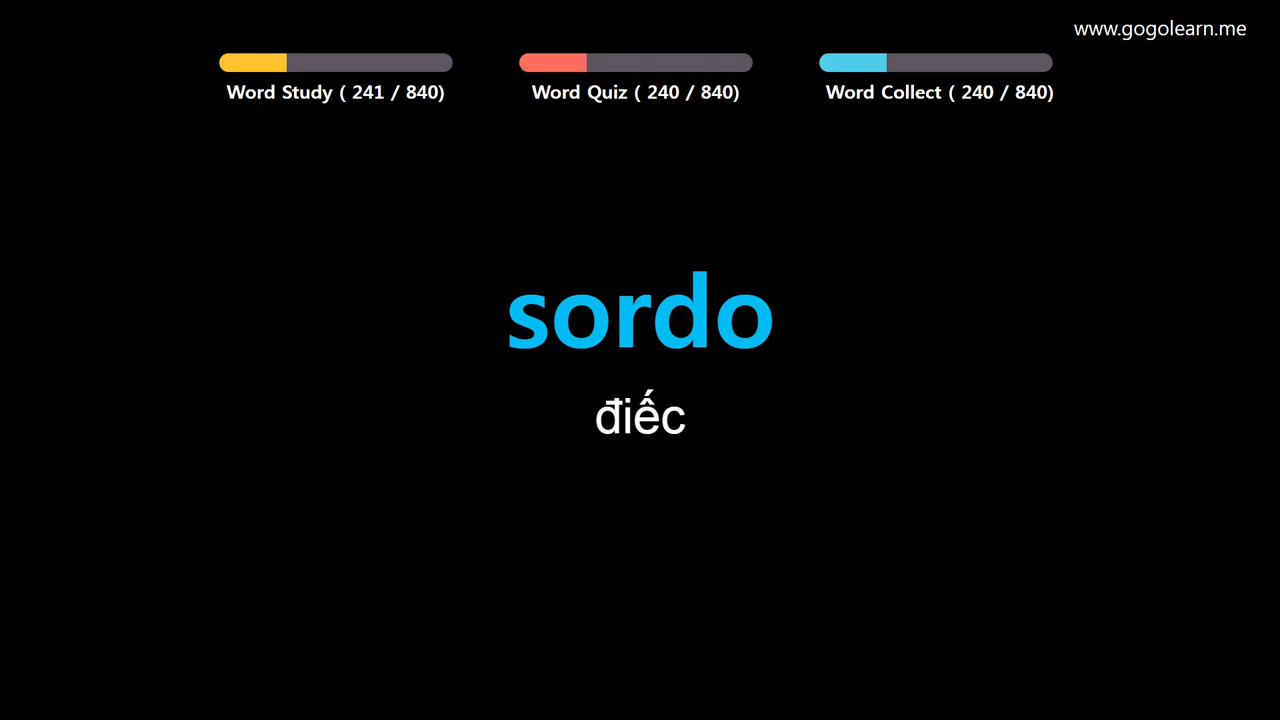 www.gogolearn.me
Word Study ( 241 / 840)
Word Quiz ( 240 / 840)
Word Collect ( 240 / 840)
sordo
điếc